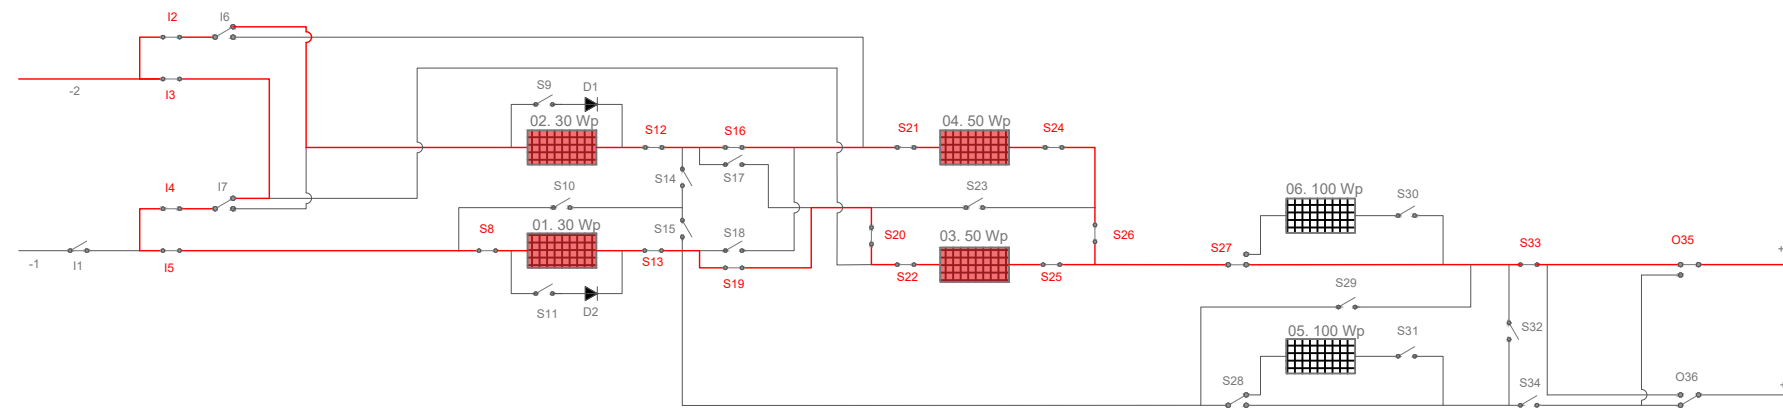 I2
I6
-2
I3
S9
D1
02. 30 Wp
S12
S16
S21
04. 50 Wp
S24
S17
S14
I4
I7
S10
S23
06. 100 Wp
S30
S8
01. 30 Wp
S15
S18
S20
S26
-1
I1
I5
S13
S19
S22
03. 50 Wp
S25
S27
S33
O35
+
S11
D2
S29
05. 100 Wp
S31
S32
S28
S34
O36
+